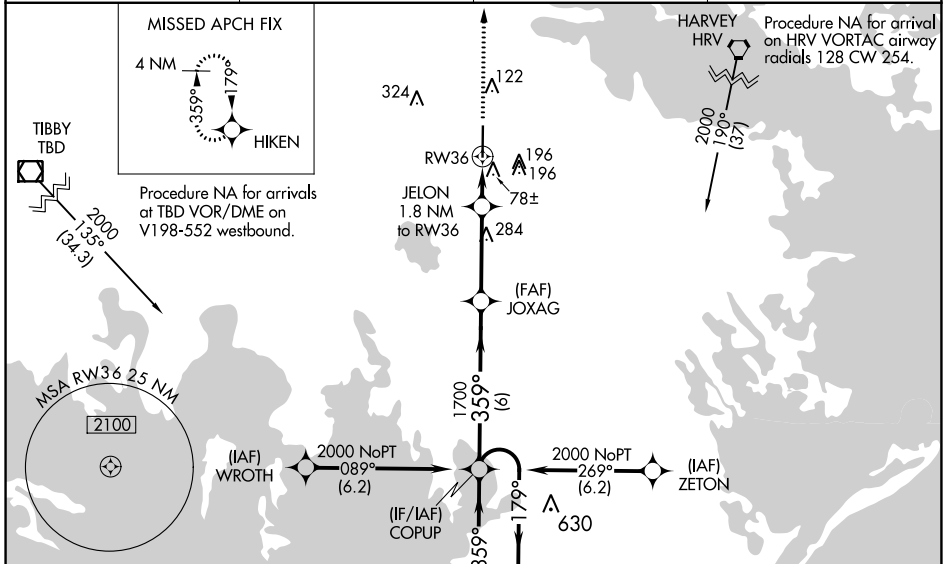 MISSED APCH FIX
4 NM
359°
179°
HIKEN
Procedure NA for arrivals
at TBD VOR/DME on
V198-552 westbound.
TIBBY
TBD
2000
135°
(34.3)
HARVEY
HRV
Procedure NA for arrival
on HRV VORTAC airway
radials 128 CW 254.
2000
190°
(37)
324
122
RW36
196
196
78±
JELON
1.8 NM
to RW36
284
(FAF)
JOXAG
1700
359°
(6)
MSA RW36 25 NM
2100
(IAF)
WROTH
2000 NoPT
089°
(6.2)
(IF/IAF)
COPUP
2000 NoPT
269°
(6.2)
(IAF)
ZETON
179°
630
359°